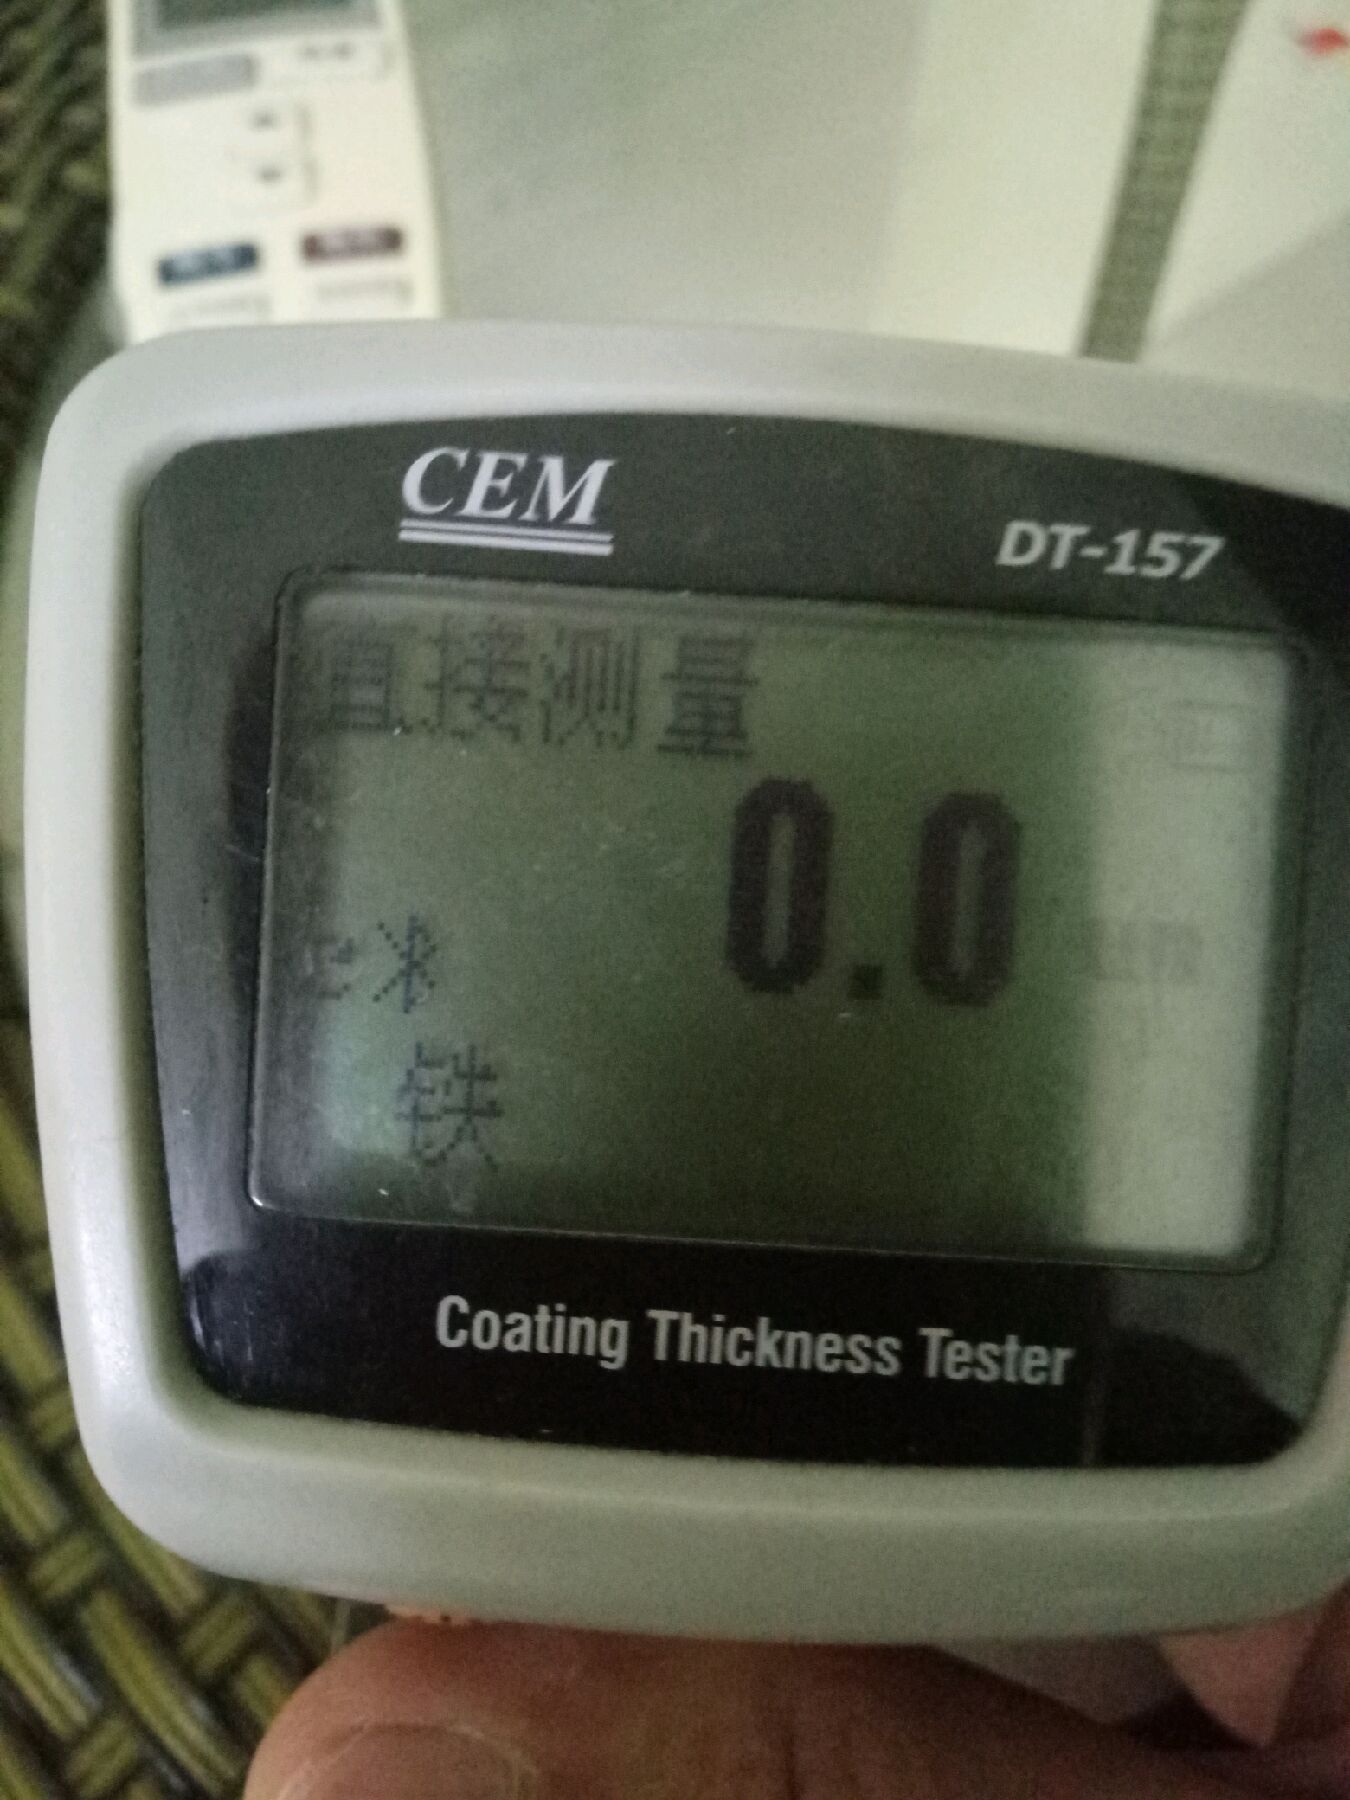 CEM
DT-157
直接测量
0.0
铁
Coating Thickness Tester